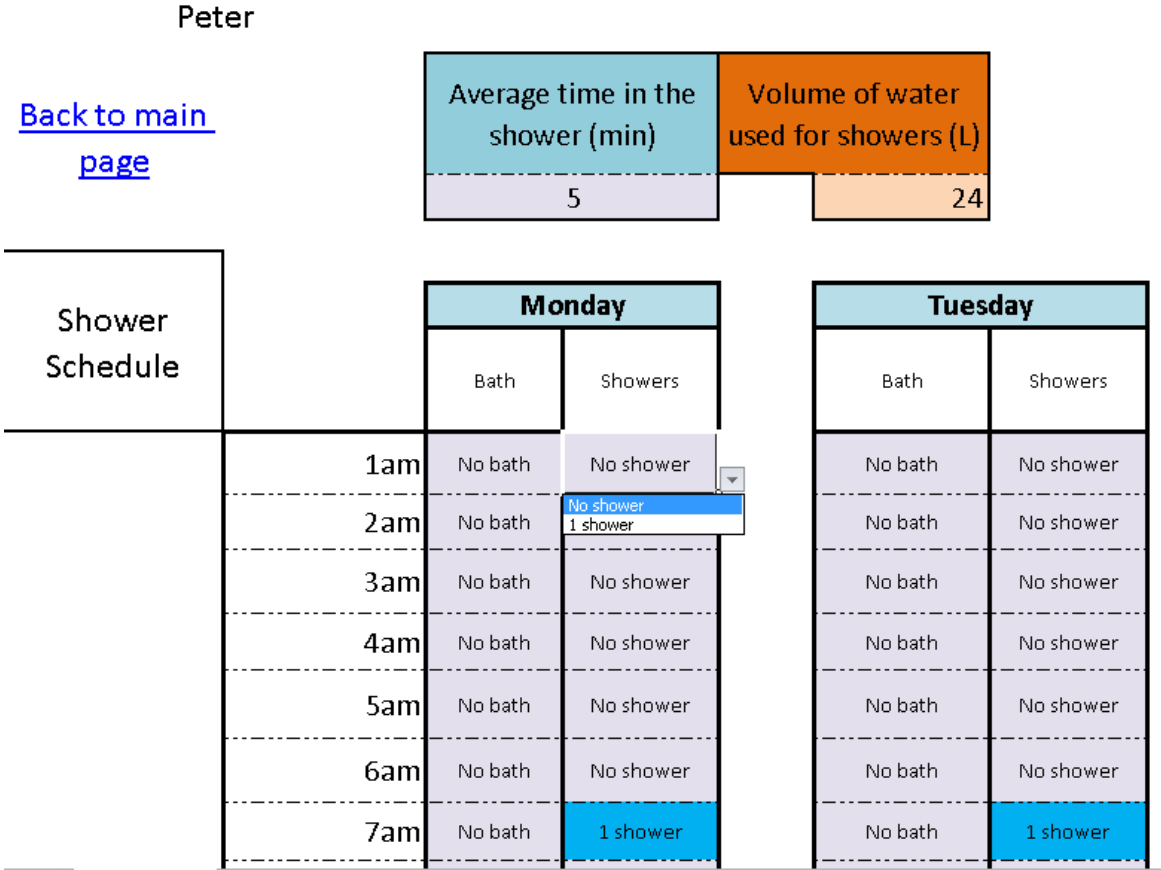 Peter
Back to main
page
Average time in the
shower (min)
Volume of water
used for showers (L)
5
24
Shower
Schedule
Monday
Tuesday
Bath
Showers
Bath
Showers
1am No bath No shower No bath No shower
No shower
1 shower
2am No bath No bath No shower
3am No bath No shower No bath No shower
4am No bath No shower No bath No shower
5am No bath No shower No bath No shower
6am No bath No shower No bath No shower
7am No bath 1 shower No bath 1 shower